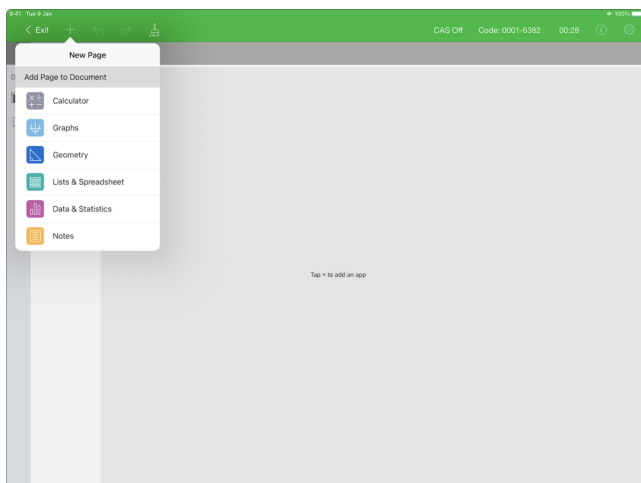 9:41 Tue 9 Jan
100%
Exit
CAS Off Code: 0001-6382 00:28
New Page
Add Page to Document
D
Calculator
Graphs
Geometry
Lists & Spreadsheet
Data & Statistics
Notes
Tap + to add an app